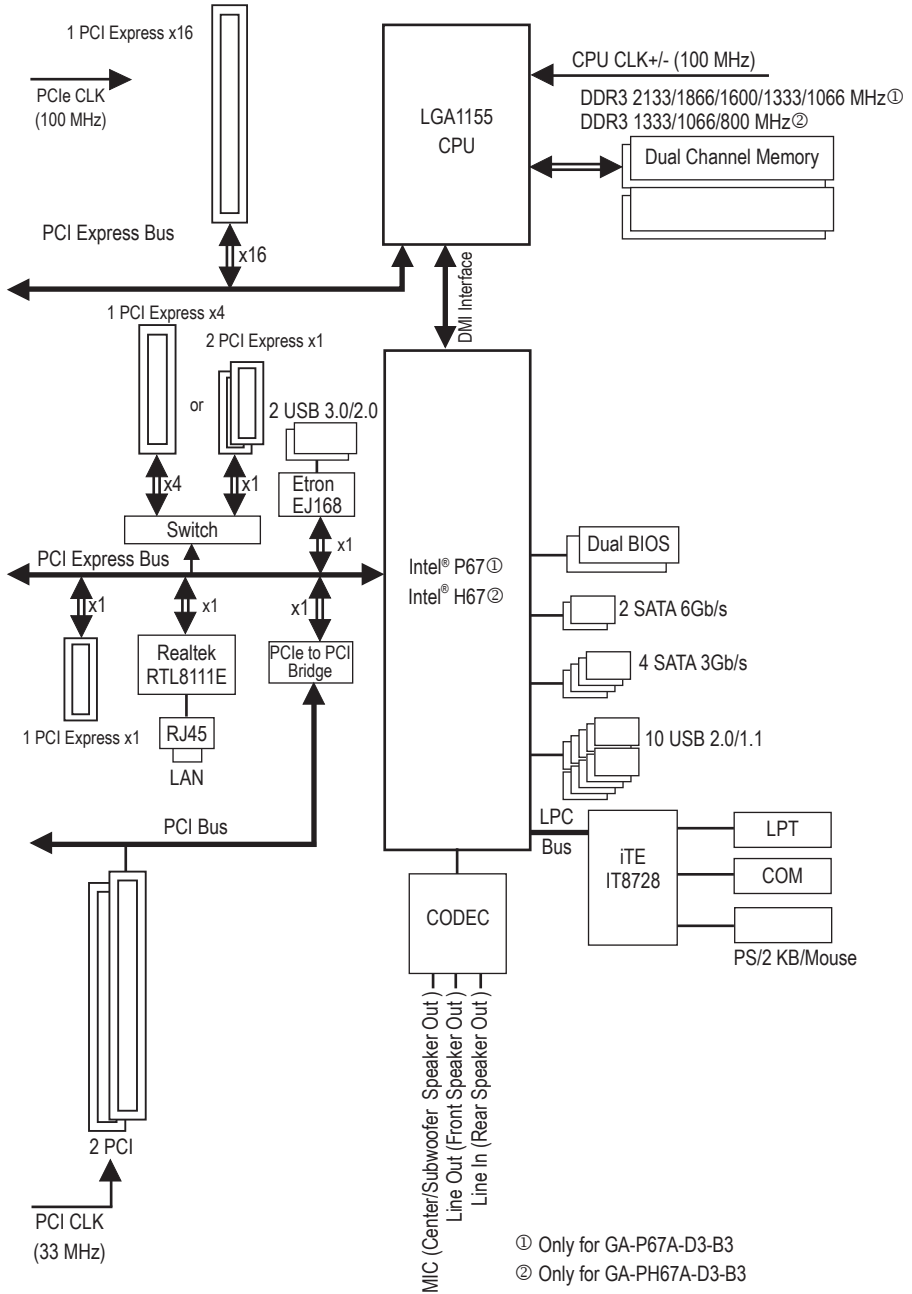 1 PCI Express x16
PCIe CLK
(100 MHz)
LGA1155
CPU
CPU CLK+/- (100 MHz)
DDR3 2133/1866/1600/1333/1066 MHz①
DDR3 1333/1066/800 MHz②
Dual Channel Memory
PCI Express Bus
x16
DMI Interface
1 PCI Express x4
2 PCI Express x1
or
2 USB 3.0/2.0
x4
x1
Etron
EJ168
Switch
x1
PCI Express Bus
Intel® P67①
Intel® H67②
Dual BIOS
2 SATA 6Gb/s
4 SATA 3Gb/s
10 USB 2.0/1.1
x1
x1
x1
Realtek
RTL8111E
PCIe to PCI
Bridge
1 PCI Express x1
RJ45
LAN
PCI Bus
LPC
Bus
iTE
IT8728
LPT
COM
PS/2 KB/Mouse
CODEC
MIC (Center/Subwoofer Speaker Out )
Line Out (Front Speaker Out )
Line In (Rear Speaker Out )
2 PCI
PCI CLK
(33 MHz)
① Only for GA-P67A-D3-B3
② Only for GA-PH67A-D3-B3